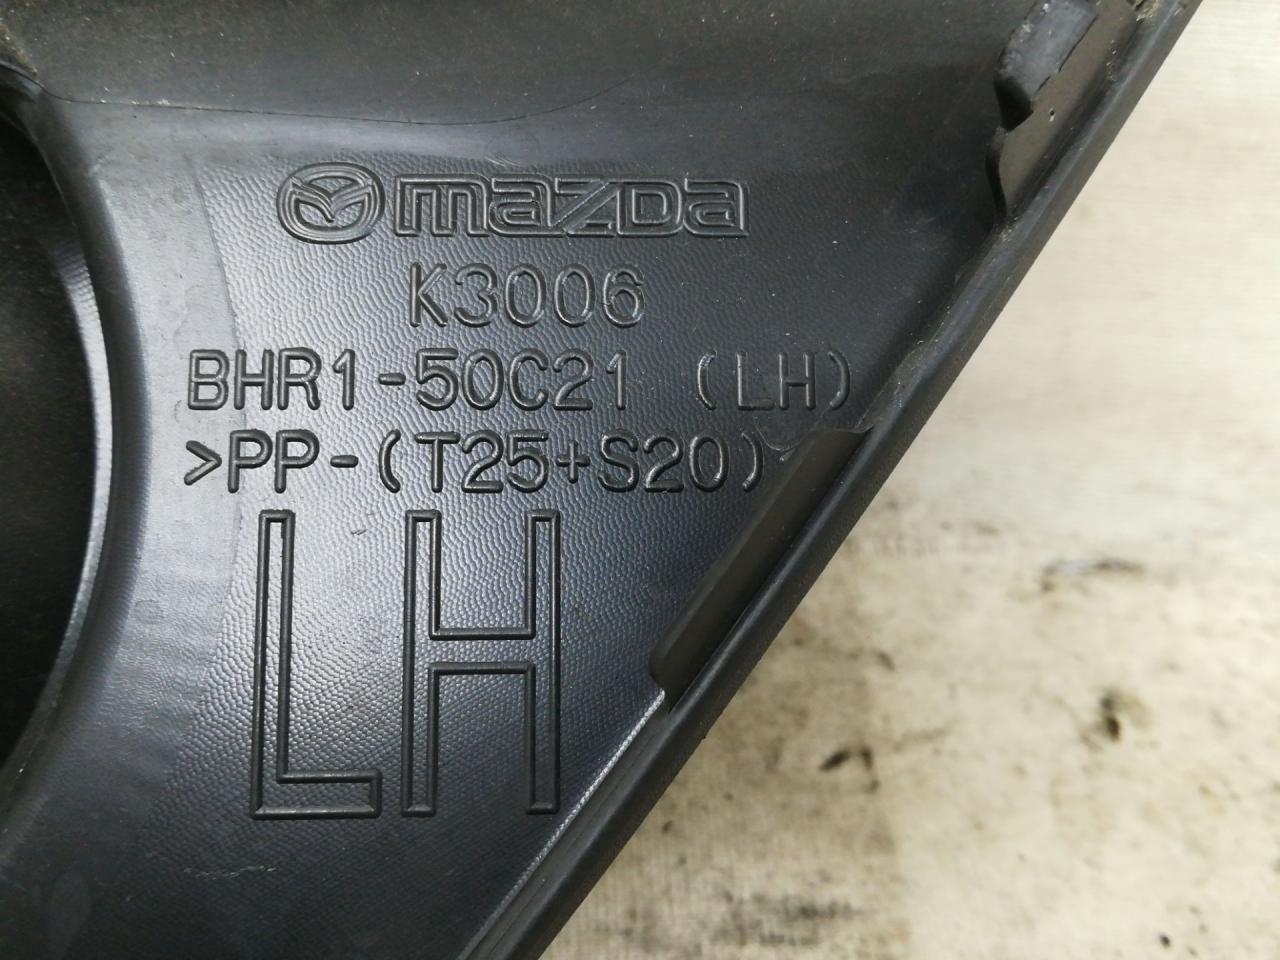 mazda
K3006
BHR1-50C21 (LH)
>PP-(T25+S20)
LH